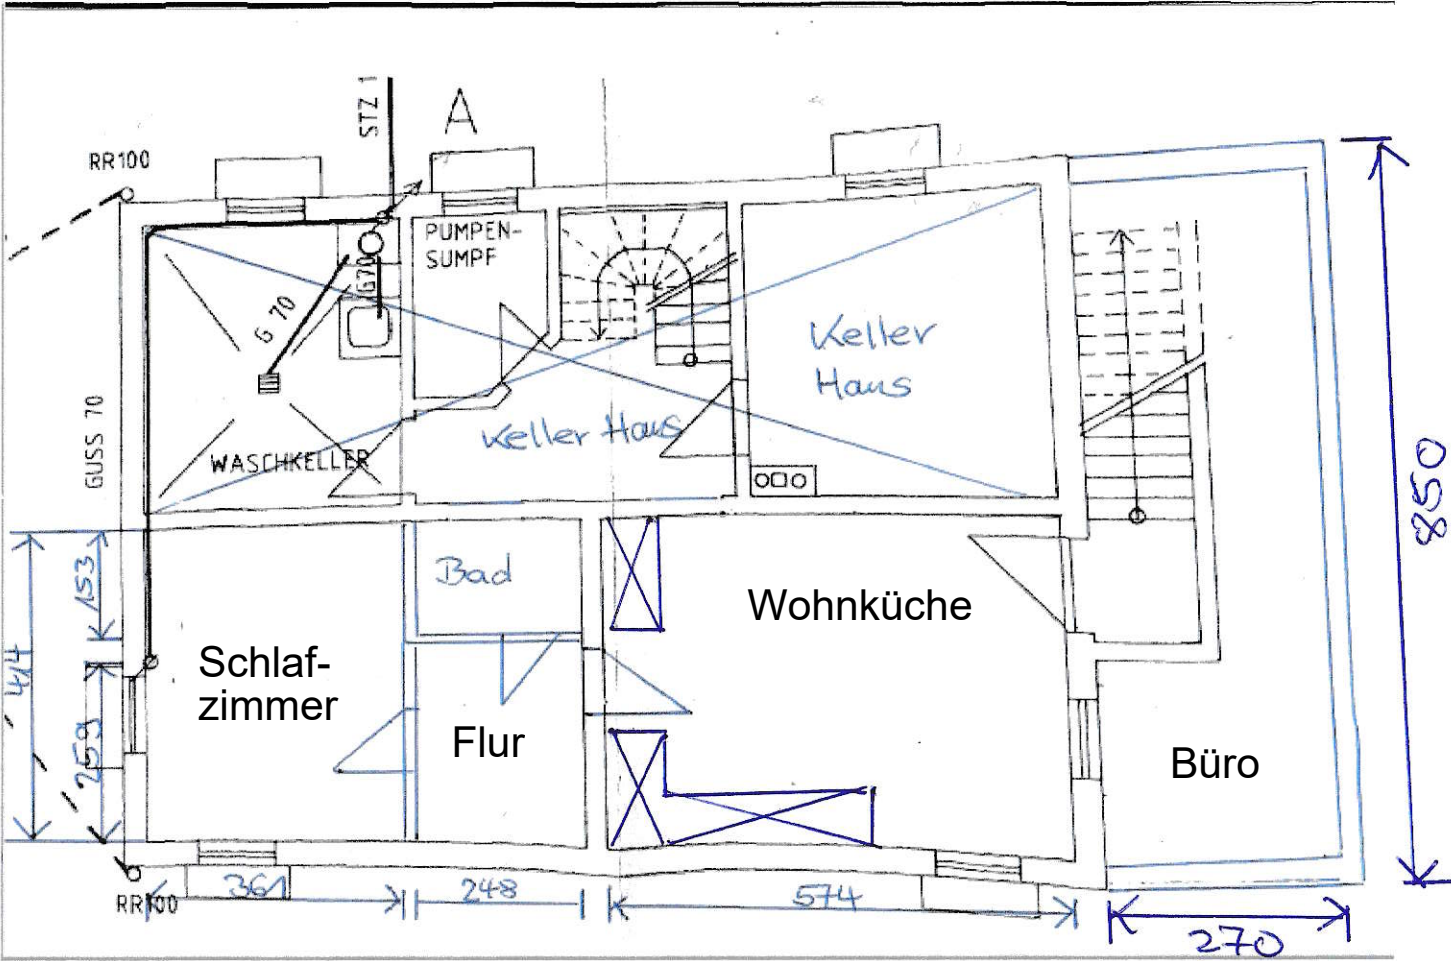 STZ 1
A
RR100
PUMPEN-
SUMPF
G70
G 70
Keller
Haus
GUSS 70
Keller Haus
WASCHKELLER
850
153
Bad
Wohnküche
414
Schlaf-
zimmer
259
Flur
Büro
361
248
574
RR100
270